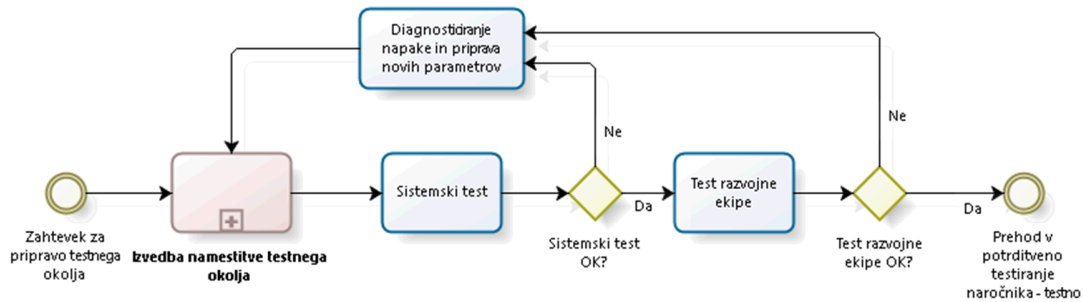 Diagnosticiranje
napake in priprava
novih parametrov
Ne
Ne
Sistemski test
Test razvojne
ekipe
Da
Da
Zahtevek za
pripravo testnega
okolja
Izvedba namestitve testnega
okolja
Sistemski test
OK?
Test razvojne
ekipe OK?
Prehod v
potrditveno
testiranje
naročnika - testno